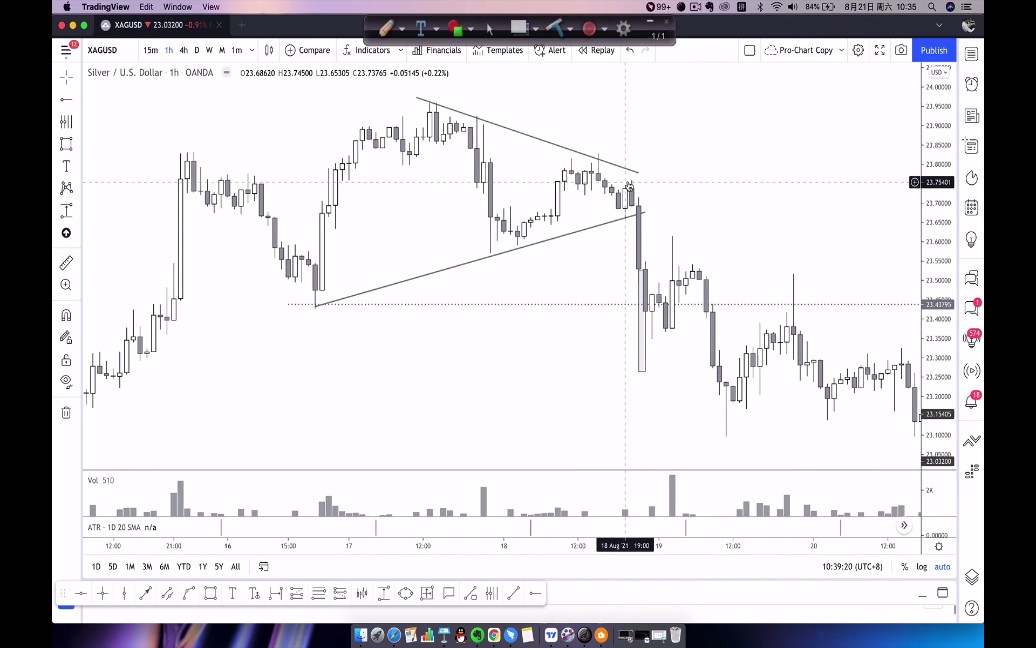 TradingView Edit Window View 99+ 84% 8月21日 周六 10:35
XAGUSD ▼ 23.03200 -0.91%
1/1
XAGUSD 15m 1h 4h D W M 1m Compare Indicators Financials Templates Alert Replay Pro-Chart Copy Publish
Silver / U.S. Dollar · 1h · OANDA O23.68620 H23.74500 L23.65305 C23.73765 +0.05145 (+0.22%)
USD
24.00000
23.95000
23.90000
23.85000
23.80000
23.75401
23.70000
23.65000
23.60000
23.55000
23.50000
23.43795
23.40000
23.35000
23.30000
23.25000
23.20000
23.15405
23.10000
23.03200
Vol 510
2K
ATR · 1D 20 SMA n/a
0.00000
12:00 21:00 16 15:00 17 12:00 18 12:00 18 Aug '21 19:00 19 12:00 20 12:00
1D 5D 1M 3M 6M YTD 1Y 5Y All 10:39:20 (UTC+8) % log auto
11
1
574
18